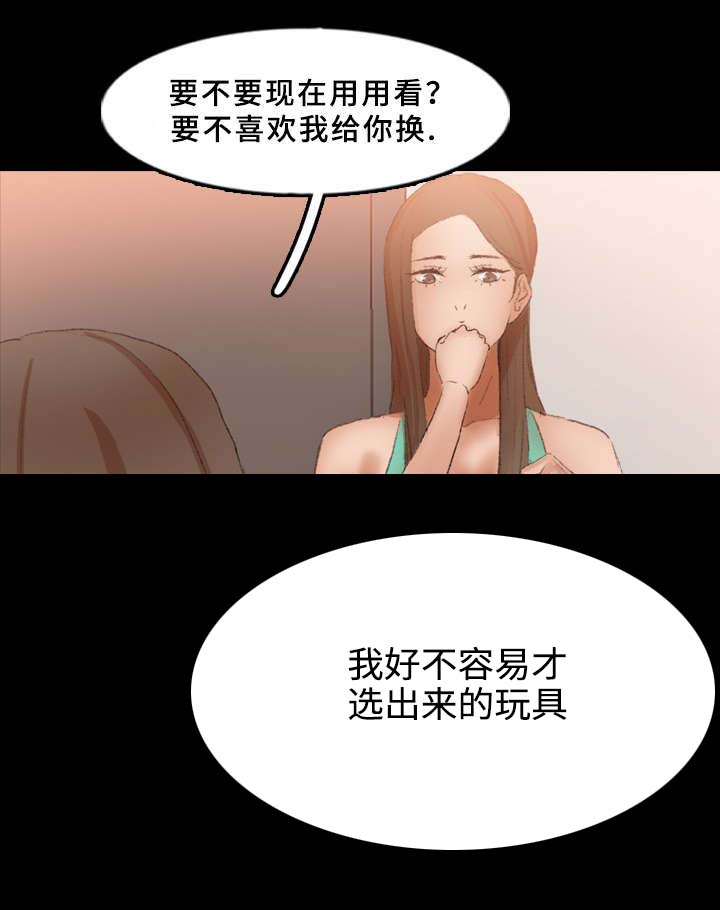 要不要现在用用看？
要不喜欢我给你换.
我好不容易才
选出来的玩具